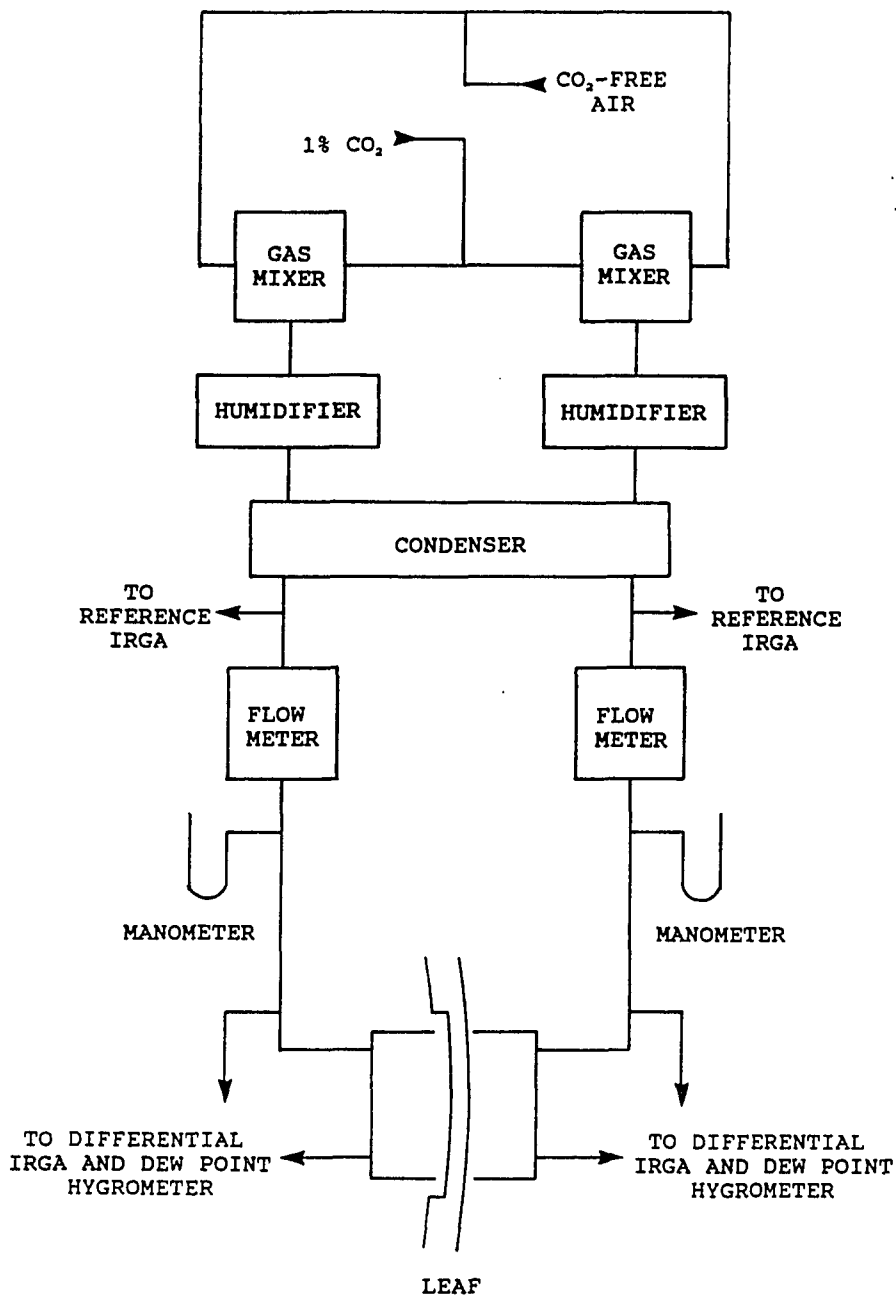 CO₂-FREE
AIR
1% CO₂
GAS
MIXER
GAS
MIXER
HUMIDIFIER
HUMIDIFIER
CONDENSER
TO
REFERENCE
IRGA
TO
REFERENCE
IRGA
FLOW
METER
FLOW
METER
MANOMETER
MANOMETER
TO DIFFERENTIAL
IRGA AND DEW POINT
HYGROMETER
TO DIFFERENTIAL
IRGA AND DEW POINT
HYGROMETER
LEAF